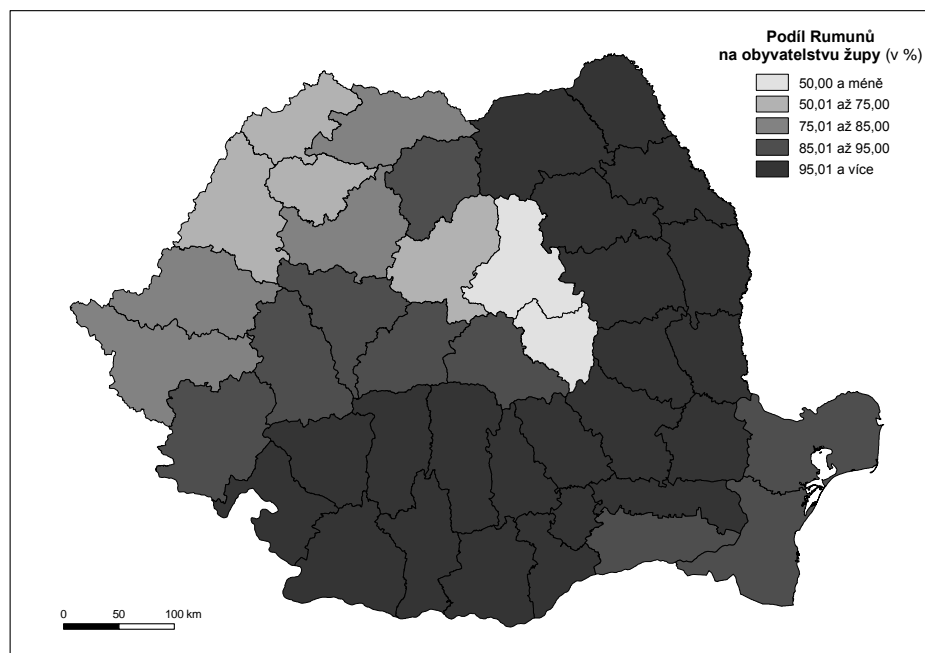 Podíl Rumunů
na obyvatelstvu župy (v %)
50,00 a méně
50,01 až 75,00
75,01 až 85,00
85,01 až 95,00
95,01 a více
0 50 100 km